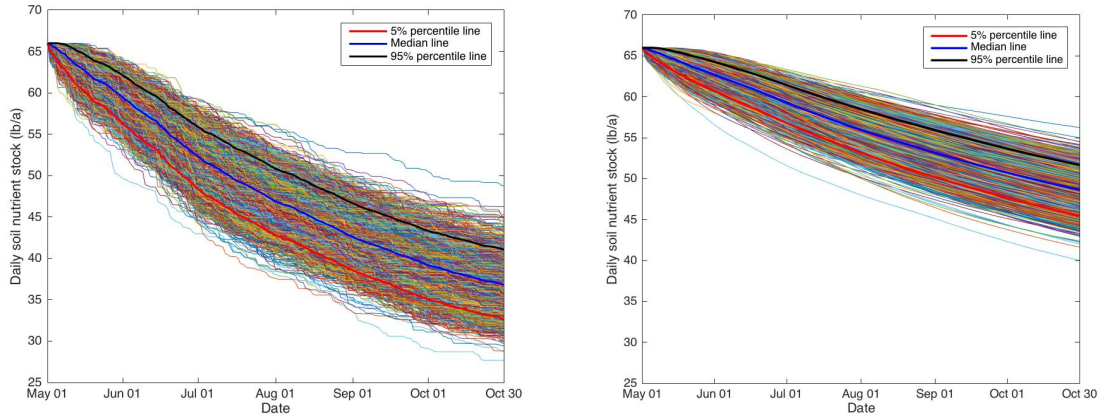 70
65
60
55
50
45
40
35
30
25
Daily soil nutrient stock (lb/a)
May 01 Jun 01 Jul 01 Aug 01 Sep 01 Oct 01 Oct 30
Date
5% percentile line
Median line
95% percentile line
70
65
60
55
50
45
40
35
30
25
Daily soil nutrient stock (lb/a)
May 01 Jun 01 Jul 01 Aug 01 Sep 01 Oct 01 Oct 30
Date
5% percentile line
Median line
95% percentile line